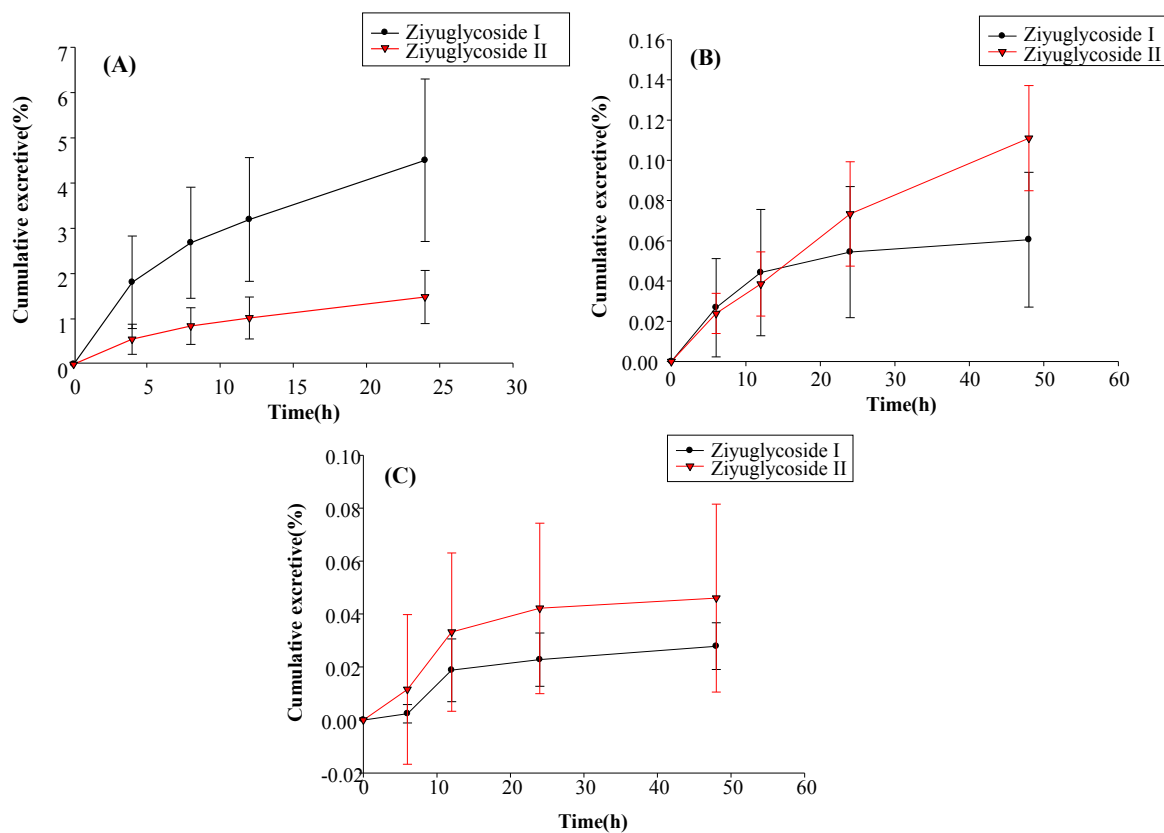 Ziyuglycoside I
Ziyuglycoside II
(A)
Cumulative excretive(%)
7
6
5
4
3
2
1
0
0 5 10 15 20 25 30
Time(h)
Ziyuglycoside I
Ziyuglycoside II
(B)
Cumulative excretive(%)
0.16
0.14
0.12
0.10
0.08
0.06
0.04
0.02
0.00
0 10 20 30 40 50 60
Time(h)
Ziyuglycoside I
Ziyuglycoside II
(C)
Cumulative excretive(%)
0.10
0.08
0.06
0.04
0.02
0.00
-0.02
0 10 20 30 40 50 60
Time(h)